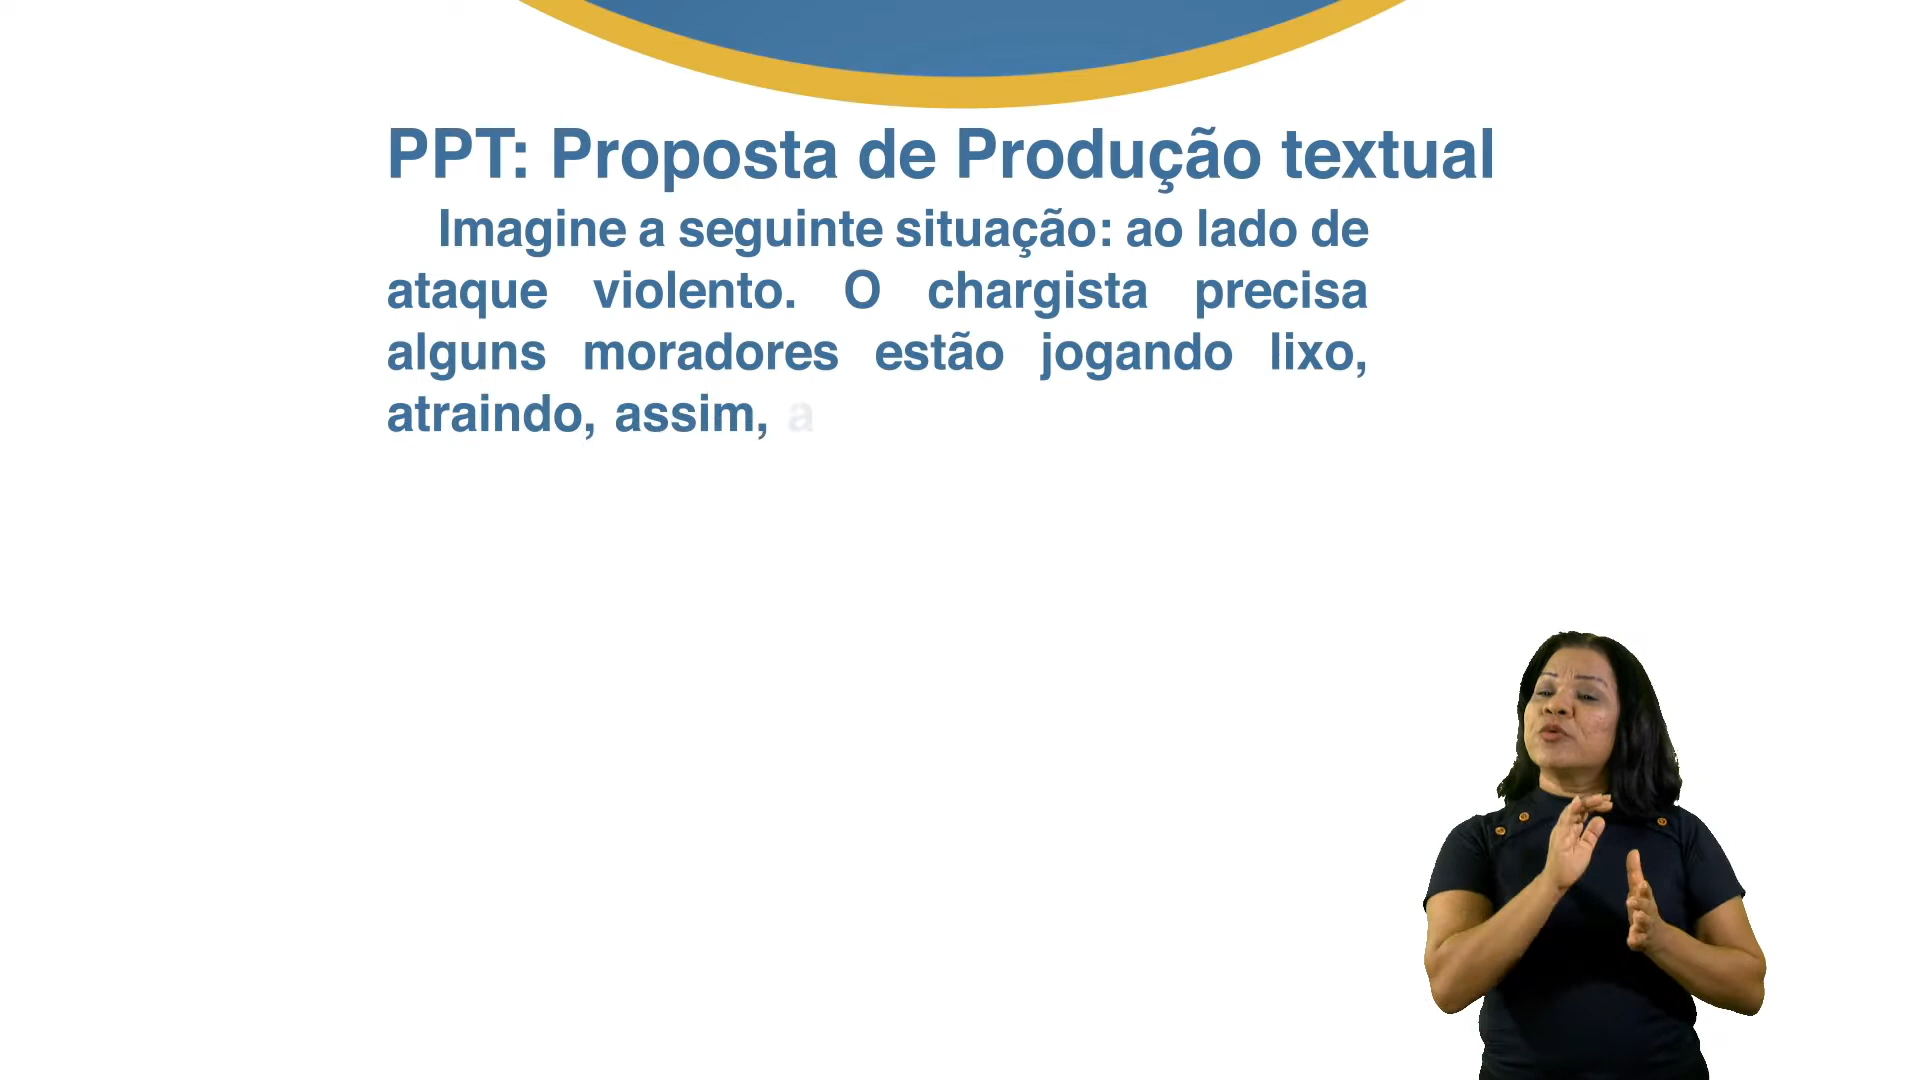 PPT: Proposta de Produção textual
Imagine a seguinte situação: ao lado de
ataque violento. O chargista precisa
alguns moradores estão jogando lixo,
atraindo, assim, a